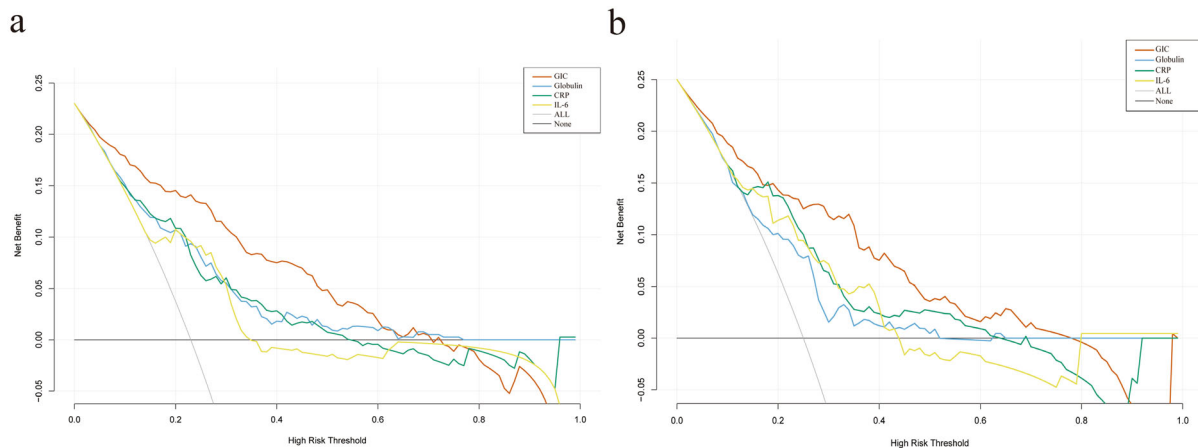 a
GIC
Globulin
CRP
IL-6
ALL
None
0.25
0.20
0.15
0.10
0.05
0.00
−0.05
Net Benefit
0.0 0.2 0.4 0.6 0.8 1.0
High Risk Threshold
b
GIC
Globulin
CRP
IL-6
ALL
None
0.25
0.20
0.15
0.10
0.05
0.00
−0.05
Net Benefit
0.0 0.2 0.4 0.6 0.8 1.0
High Risk Threshold